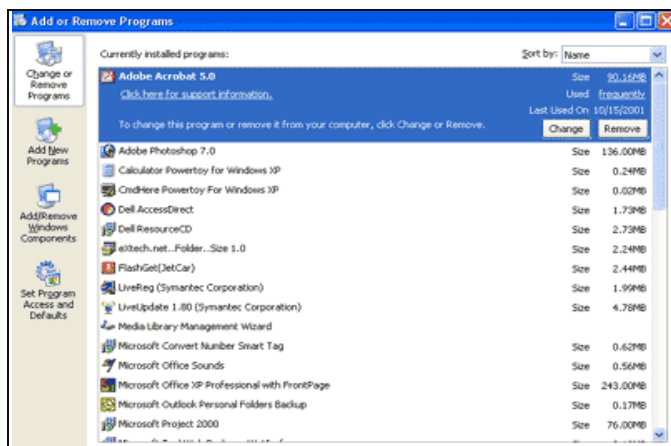 Add or Remove Programs
Change or
Remove
Programs
Add New
Programs
Add/Remove
Windows
Components
Set Program
Access and
Defaults
Currently installed programs:
Sort by: Name
Adobe Acrobat 5.0 Size 90.16MB
Click here for support information. Used frequently
Last Used On 10/15/2001
To change this program or remove it from your computer, click Change or Remove. Change Remove
Adobe Photoshop 7.0 Size 136.00MB
Calculator Powertoy for Windows XP Size 0.24MB
CmdHere Powertoy For Windows XP Size 0.02MB
Dell AccessDirect Size 1.73MB
Dell ResourceCD Size 2.73MB
eXtech.net..Folder...Size 1.0 Size 2.24MB
FlashGet(JetCar) Size 2.44MB
LiveReg (Symantec Corporation) Size 1.99MB
LiveUpdate 1.80 (Symantec Corporation) Size 4.78MB
Media Library Management Wizard
Microsoft Convert Number Smart Tag Size 0.62MB
Microsoft Office Sounds Size 0.56MB
Microsoft Office XP Professional with FrontPage Size 243.00MB
Microsoft Outlook Personal Folders Backup Size 0.17MB
Microsoft Project 2000 Size 76.00MB